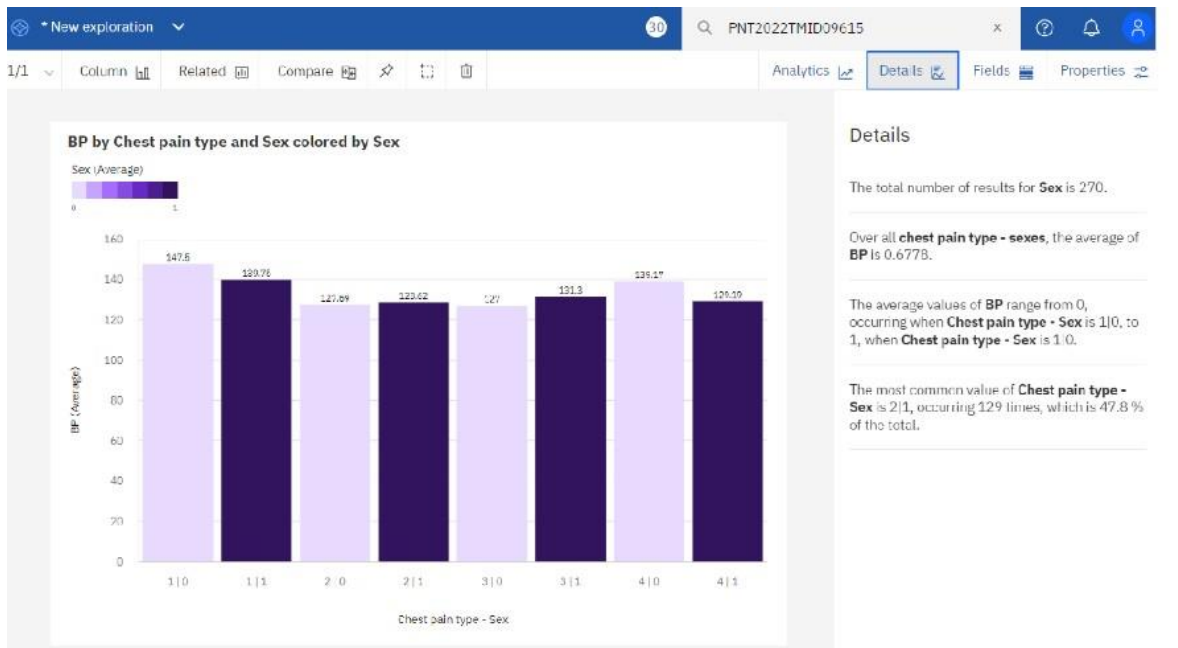 * New exploration
30
PNT2022TMID09615
×
1/1
Column
Related
Compare
Analytics
Details
Fields
Properties
BP by Chest pain type and Sex colored by Sex
Sex (Average)
0 1
160
140
120
100
80
60
40
20
0
BP (Average)
147.5
139.76
127.69
128.62
127
131.3
139.17
129.19
1|0 1|1 2|0 2|1 3|0 3|1 4|0 4|1
Chest pain type - Sex
Details
The total number of results for Sex is 270.
Over all chest pain type - sexes, the average of
BP is 0.6778.
The average values of BP range from 0,
occurring when Chest pain type - Sex is 1|0, to
1, when Chest pain type - Sex is 1|0.
The most common value of Chest pain type -
Sex is 2|1, occurring 129 times, which is 47.8 %
of the total.